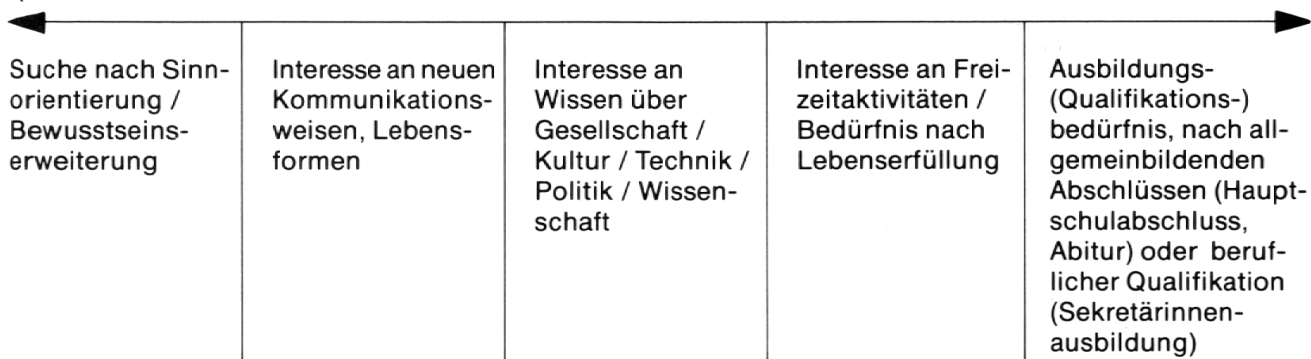 Suche nach Sinn-
orientierung /
Bewusstseins-
erweiterung
Interesse an neuen
Kommunikations-
weisen, Lebens-
formen
Interesse an
Wissen über
Gesellschaft /
Kultur / Technik /
Politik / Wissen-
schaft
Interesse an Frei-
zeitaktivitäten /
Bedürfnis nach
Lebenserfüllung
Ausbildungs-
(Qualifikations-)
bedürfnis, nach all-
gemeinbildenden
Abschlüssen (Haupt-
schulabschluss,
Abitur) oder beruf-
licher Qualifikation
(Sekretärinnen-
ausbildung)